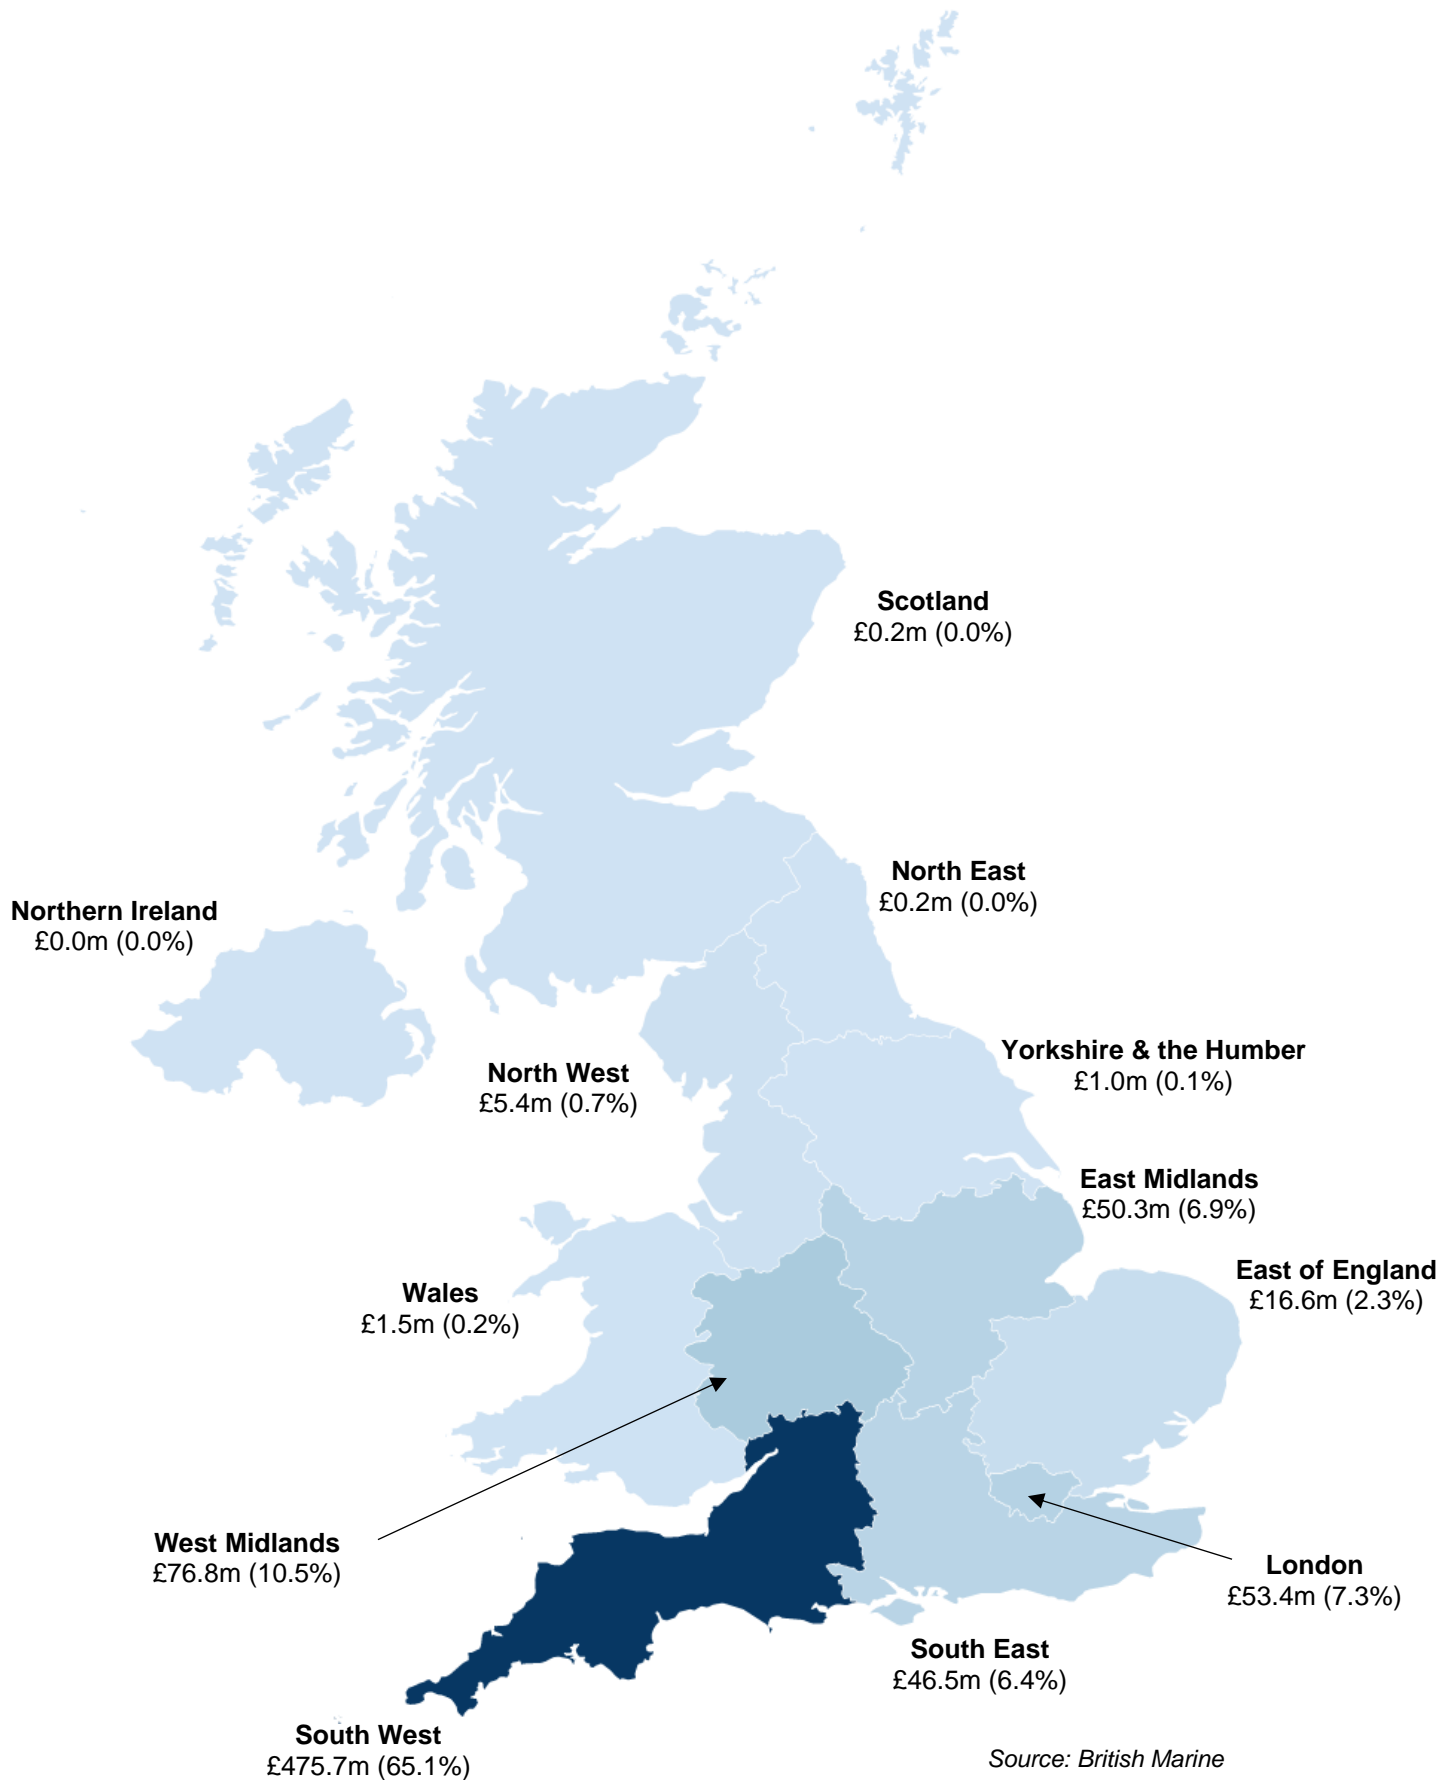 Scotland
£0.2m (0.0%)
North East
£0.2m (0.0%)
Northern Ireland
£0.0m (0.0%)
Yorkshire & the Humber
£1.0m (0.1%)
North West
£5.4m (0.7%)
East Midlands
£50.3m (6.9%)
East of England
£16.6m (2.3%)
Wales
£1.5m (0.2%)
West Midlands
£76.8m (10.5%)
London
£53.4m (7.3%)
South East
£46.5m (6.4%)
South West
£475.7m (65.1%)
Source: British Marine